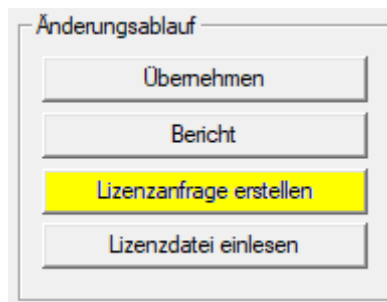 Änderungsablauf
Übernehmen
Bericht
Lizenzanfrage erstellen
Lizenzdatei einlesen